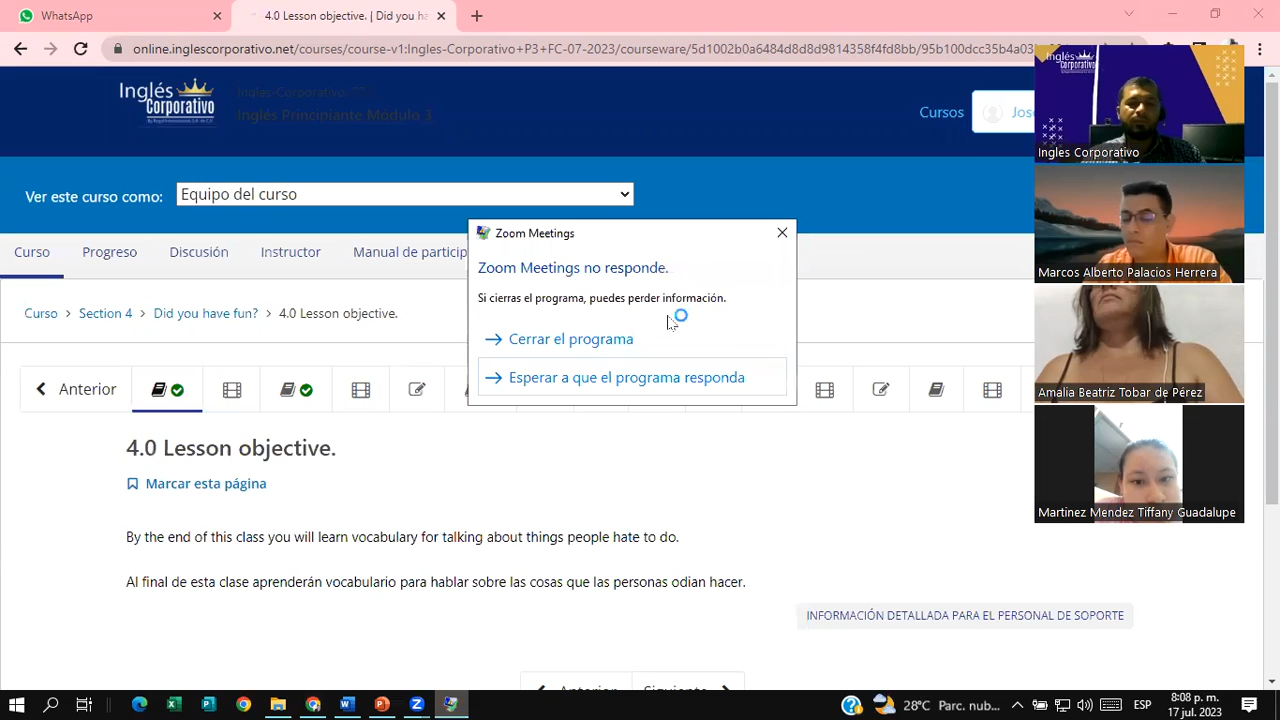 WhatsApp
4.0 Lesson objective. | Did you ha
online.inglescorporativo.net/courses/course-v1:Ingles-Corporativo+P3+FC-07-2023/courseware/5d1002b0a6484d8d8d9814358f4fd8bb/95b100dcc35b4a03
Inglés
Corporativo
Ingles-Corporativo:
Inglés Principiante Módulo 3
Cursos
Jose
Ver este curso como:
Equipo del curso
Curso
Progreso
Discusión
Instructor
Manual de particip
Curso
Section 4
Did you have fun?
4.0 Lesson objective.
Anterior
Zoom Meetings
Zoom Meetings no responde.
Si cierras el programa, puedes perder información.
Cerrar el programa
Esperar a que el programa responda
4.0 Lesson objective.
Marcar esta página
By the end of this class you will learn vocabulary for talking about things people hate to do.
Al final de esta clase aprenderán vocabulario para hablar sobre las cosas que las personas odian hacer.
INFORMACIÓN DETALLADA PARA EL PERSONAL DE SOPORTE
Anterior
Siguiente
Inglés
Corporativo
Ingles Corporativo
Marcos Alberto Palacios Herrera
Amalia Beatriz Tobar de Pérez
Martinez Mendez Tiffany Guadalupe
28°C Parc. nub...
ESP
8:08 p. m.
17 jul. 2023